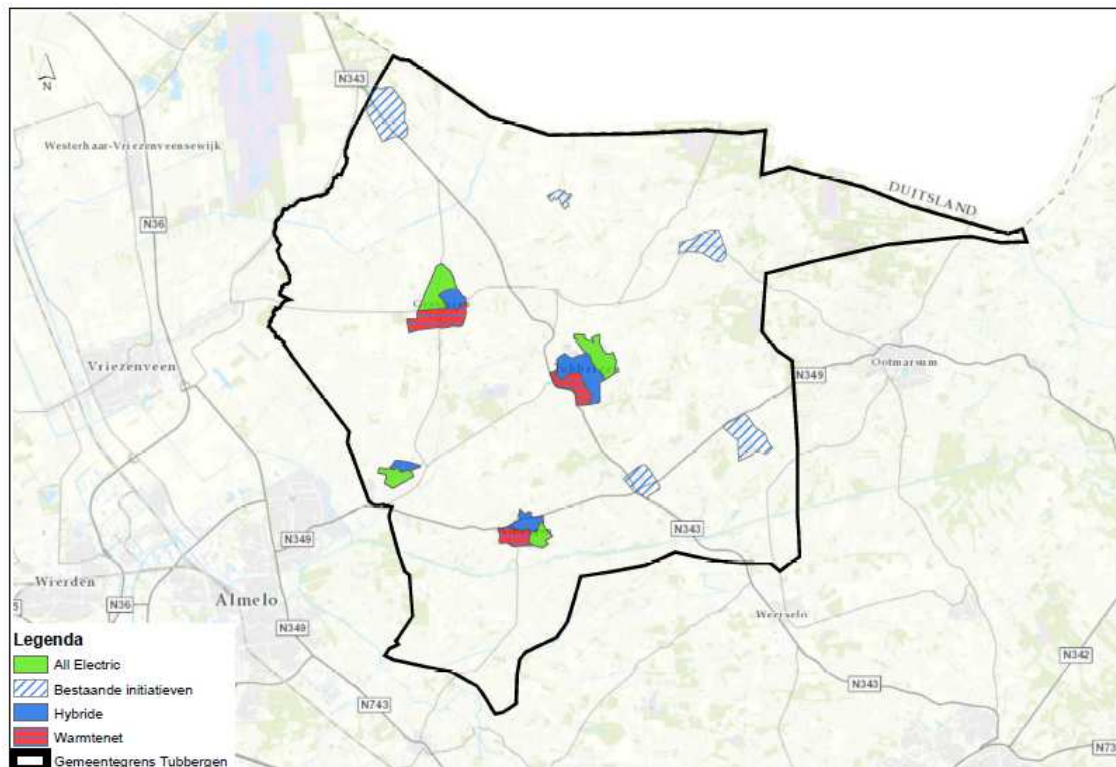 N343
N
Westerhaar-Vriezenveensewijk
N36
DUITSLAND
Vriezenveen
Ootmarsum
N349
N349
N343
Wierden
N36
Almelo
N349
N342
N743
N343
Legenda
All Electric
Bestaande initiatieven
Hybride
Warmtenet
Gemeentegrens Tubbergen